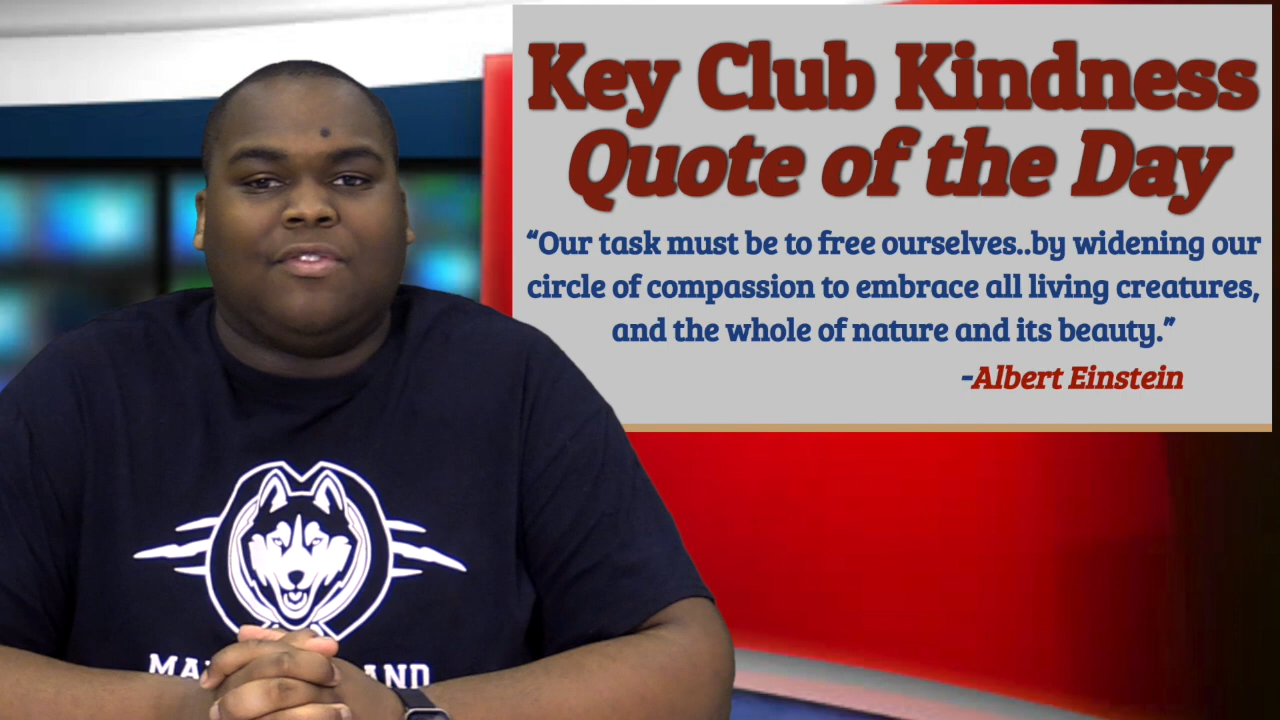 Key Club Kindness
Quote of the Day
“Our task must be to free ourselves..by widening our
circle of compassion to embrace all living creatures,
and the whole of nature and its beauty.”
-Albert Einstein